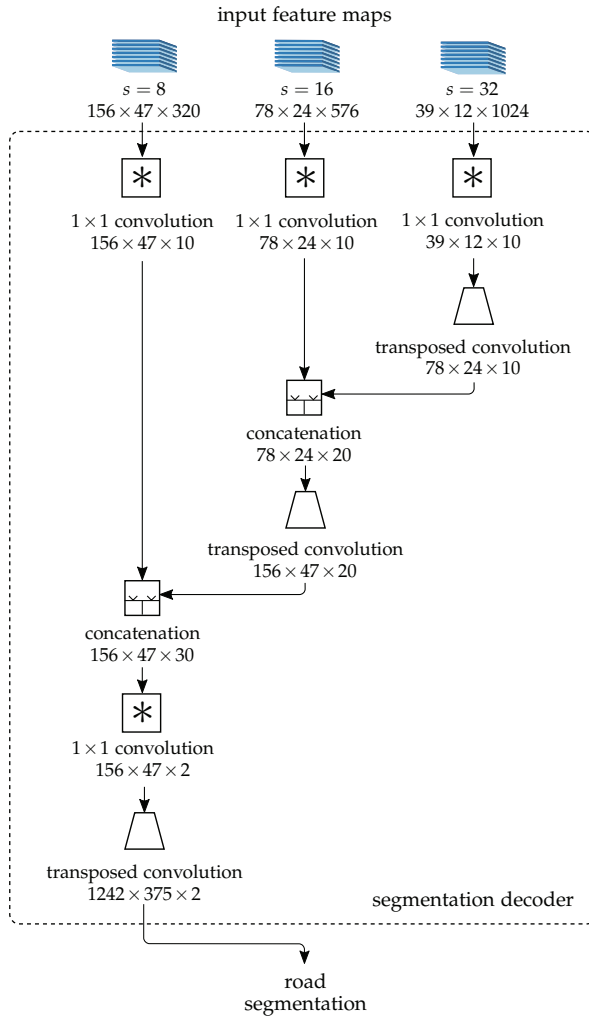 input feature maps
s = 8
156×47×320
s = 16
78×24×576
s = 32
39×12×1024
*
*
*
1×1 convolution
156×47×10
1×1 convolution
78×24×10
1×1 convolution
39×12×10
transposed convolution
78×24×10
concatenation
78×24×20
transposed convolution
156×47×20
concatenation
156×47×30
*
1×1 convolution
156×47×2
transposed convolution
1242×375×2
segmentation decoder
road
segmentation